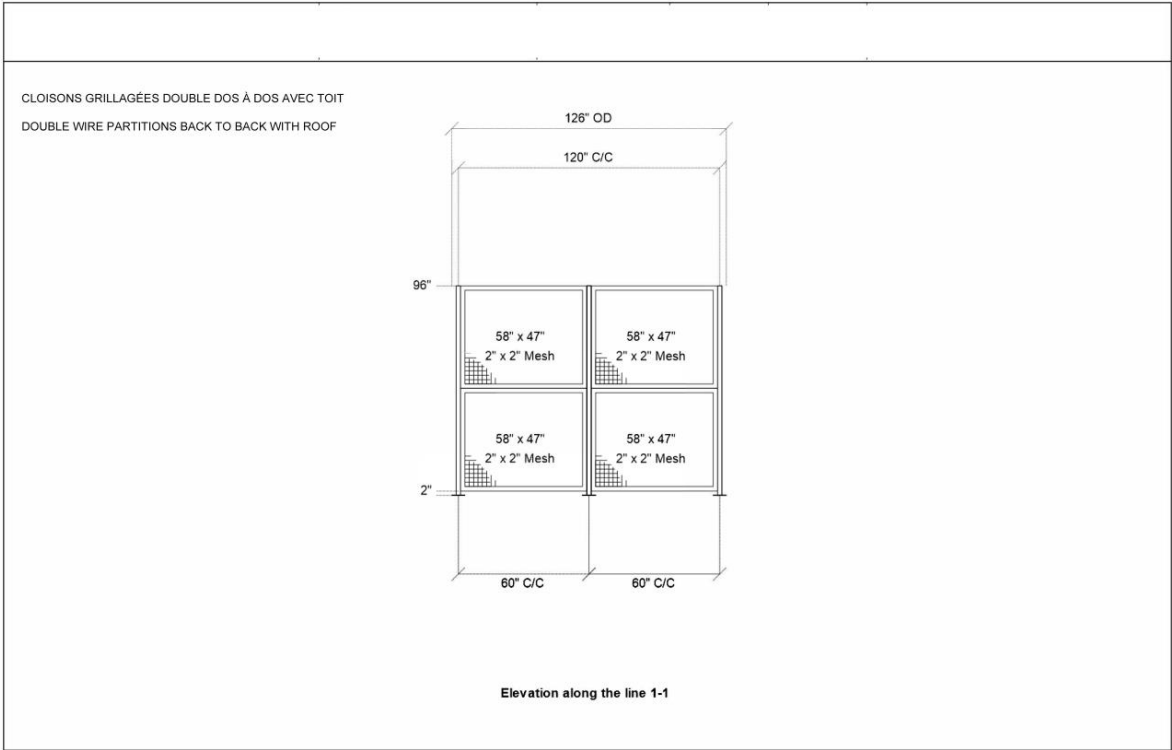 CLOISONS GRILLAGÉES DOUBLE DOS À DOS AVEC TOIT
DOUBLE WIRE PARTITIONS BACK TO BACK WITH ROOF
126" OD
120" C/C
96"
58" x 47"
2" x 2" Mesh
58" x 47"
2" x 2" Mesh
58" x 47"
2" x 2" Mesh
58" x 47"
2" x 2" Mesh
2"
60" C/C
60" C/C
Elevation along the line 1-1